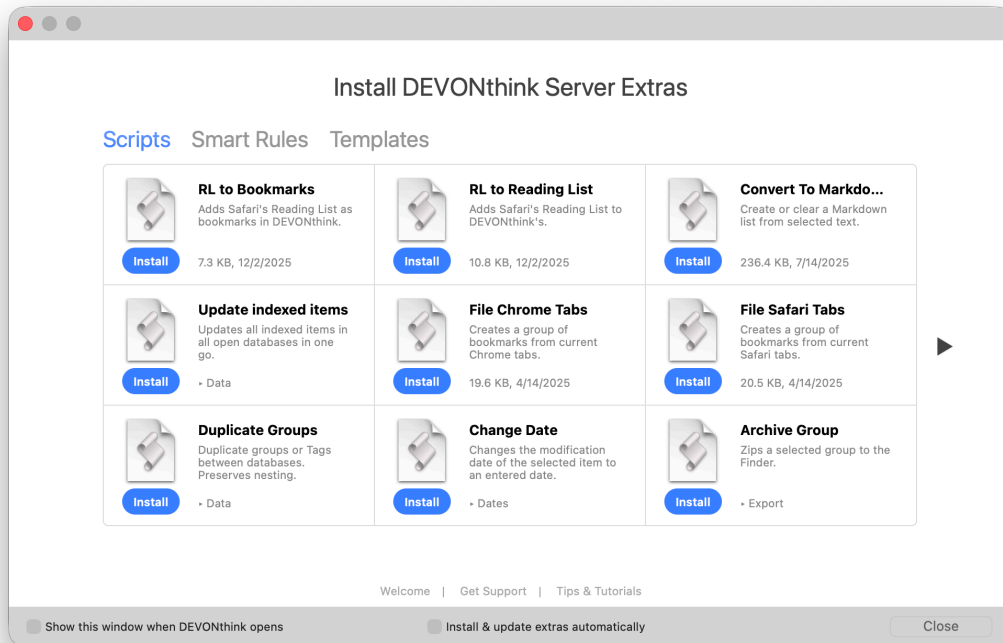 Install DEVONthink Server Extras
Scripts Smart Rules Templates
RL to Bookmarks
Adds Safari's Reading List as
bookmarks in DEVONthink.
Install
7.3 KB, 12/2/2025
RL to Reading List
Adds Safari's Reading List to
DEVONthink's.
Install
10.8 KB, 12/2/2025
Convert To Markdo...
Create or clear a Markdown
list from selected text.
Install
236.4 KB, 7/14/2025
Update indexed items
Updates all indexed items in
all open databases in one
go.
Install
▸ Data
File Chrome Tabs
Creates a group of
bookmarks from current
Chrome tabs.
Install
19.6 KB, 4/14/2025
File Safari Tabs
Creates a group of
bookmarks from current
Safari tabs.
Install
20.5 KB, 4/14/2025
Duplicate Groups
Duplicate groups or Tags
between databases.
Preserves nesting.
Install
▸ Data
Change Date
Changes the modification
date of the selected item to
an entered date.
Install
▸ Dates
Archive Group
Zips a selected group to the
Finder.
Install
▸ Export
Welcome | Get Support | Tips & Tutorials
Show this window when DEVONthink opens
Install & update extras automatically
Close